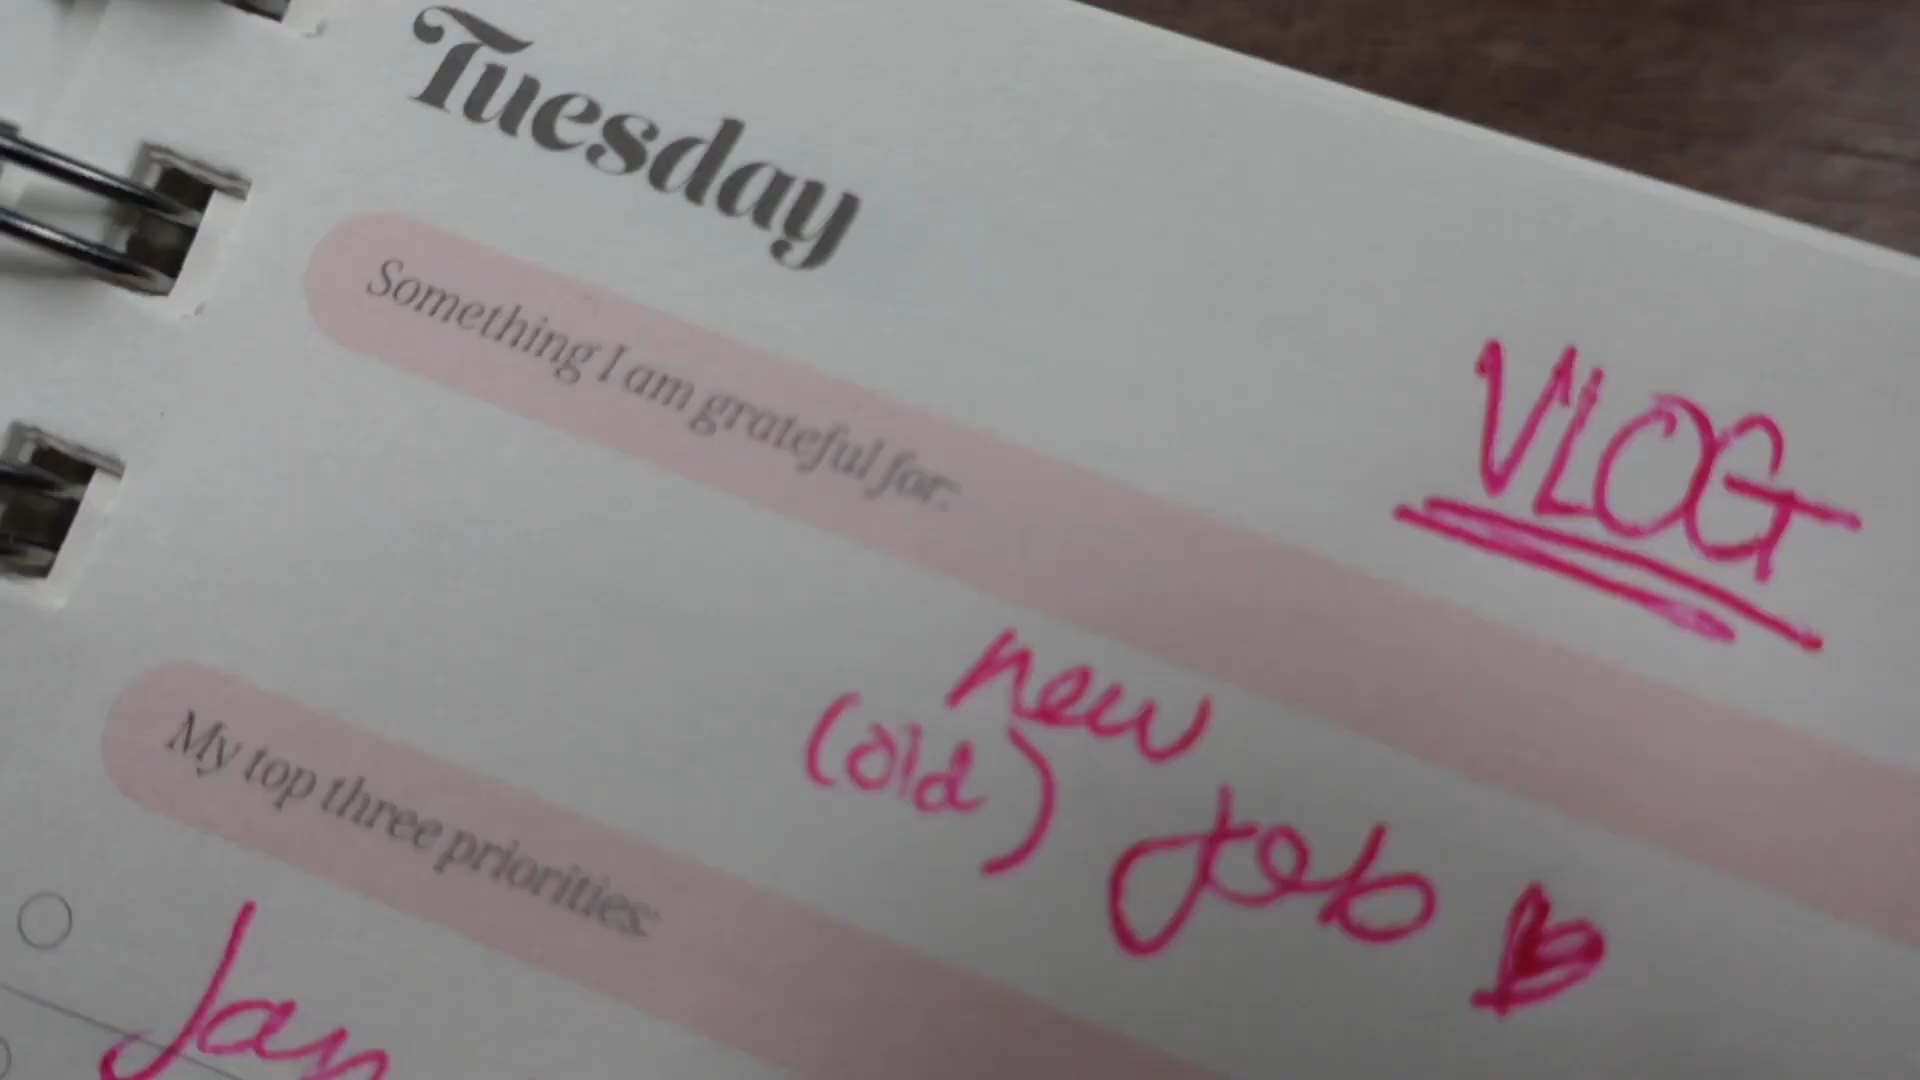 Tuesday
Something I am grateful for:
VLOG
new
(old)
Job
My top three priorities: